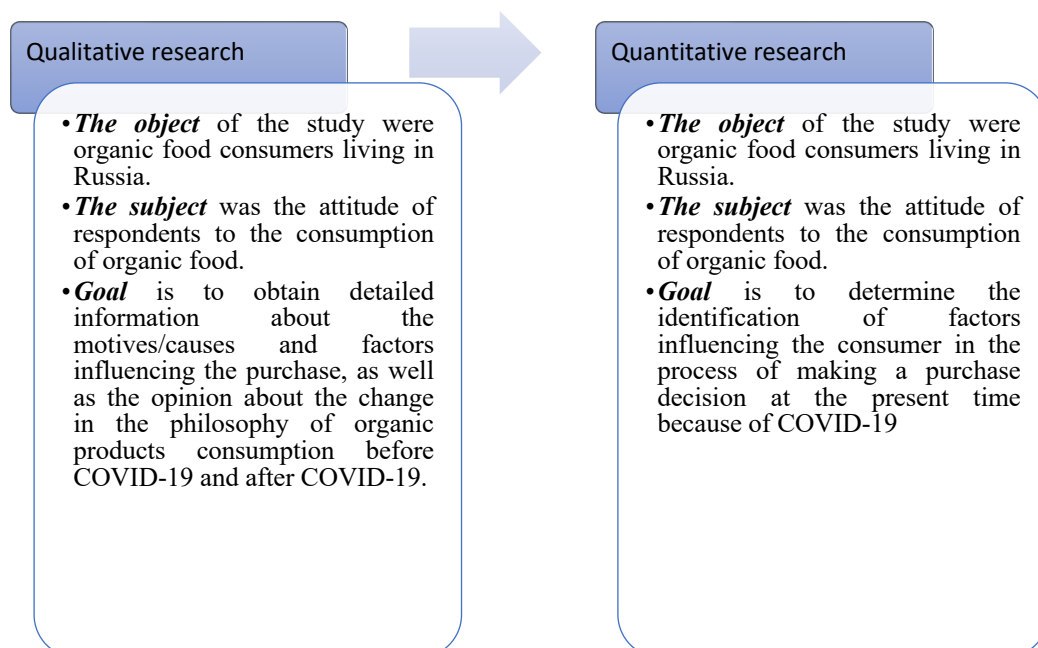 Qualitative research
•The object of the study were
organic food consumers living in
Russia.
•The subject was the attitude of
respondents to the consumption
of organic food.
•Goal is to obtain detailed
information about the
motives/causes and factors
influencing the purchase, as well
as the opinion about the change
in the philosophy of organic
products consumption before
COVID-19 and after COVID-19.
Quantitative research
•The object of the study were
organic food consumers living in
Russia.
•The subject was the attitude of
respondents to the consumption
of organic food.
•Goal is to determine the
identification of factors
influencing the consumer in the
process of making a purchase
decision at the present time
because of COVID-19